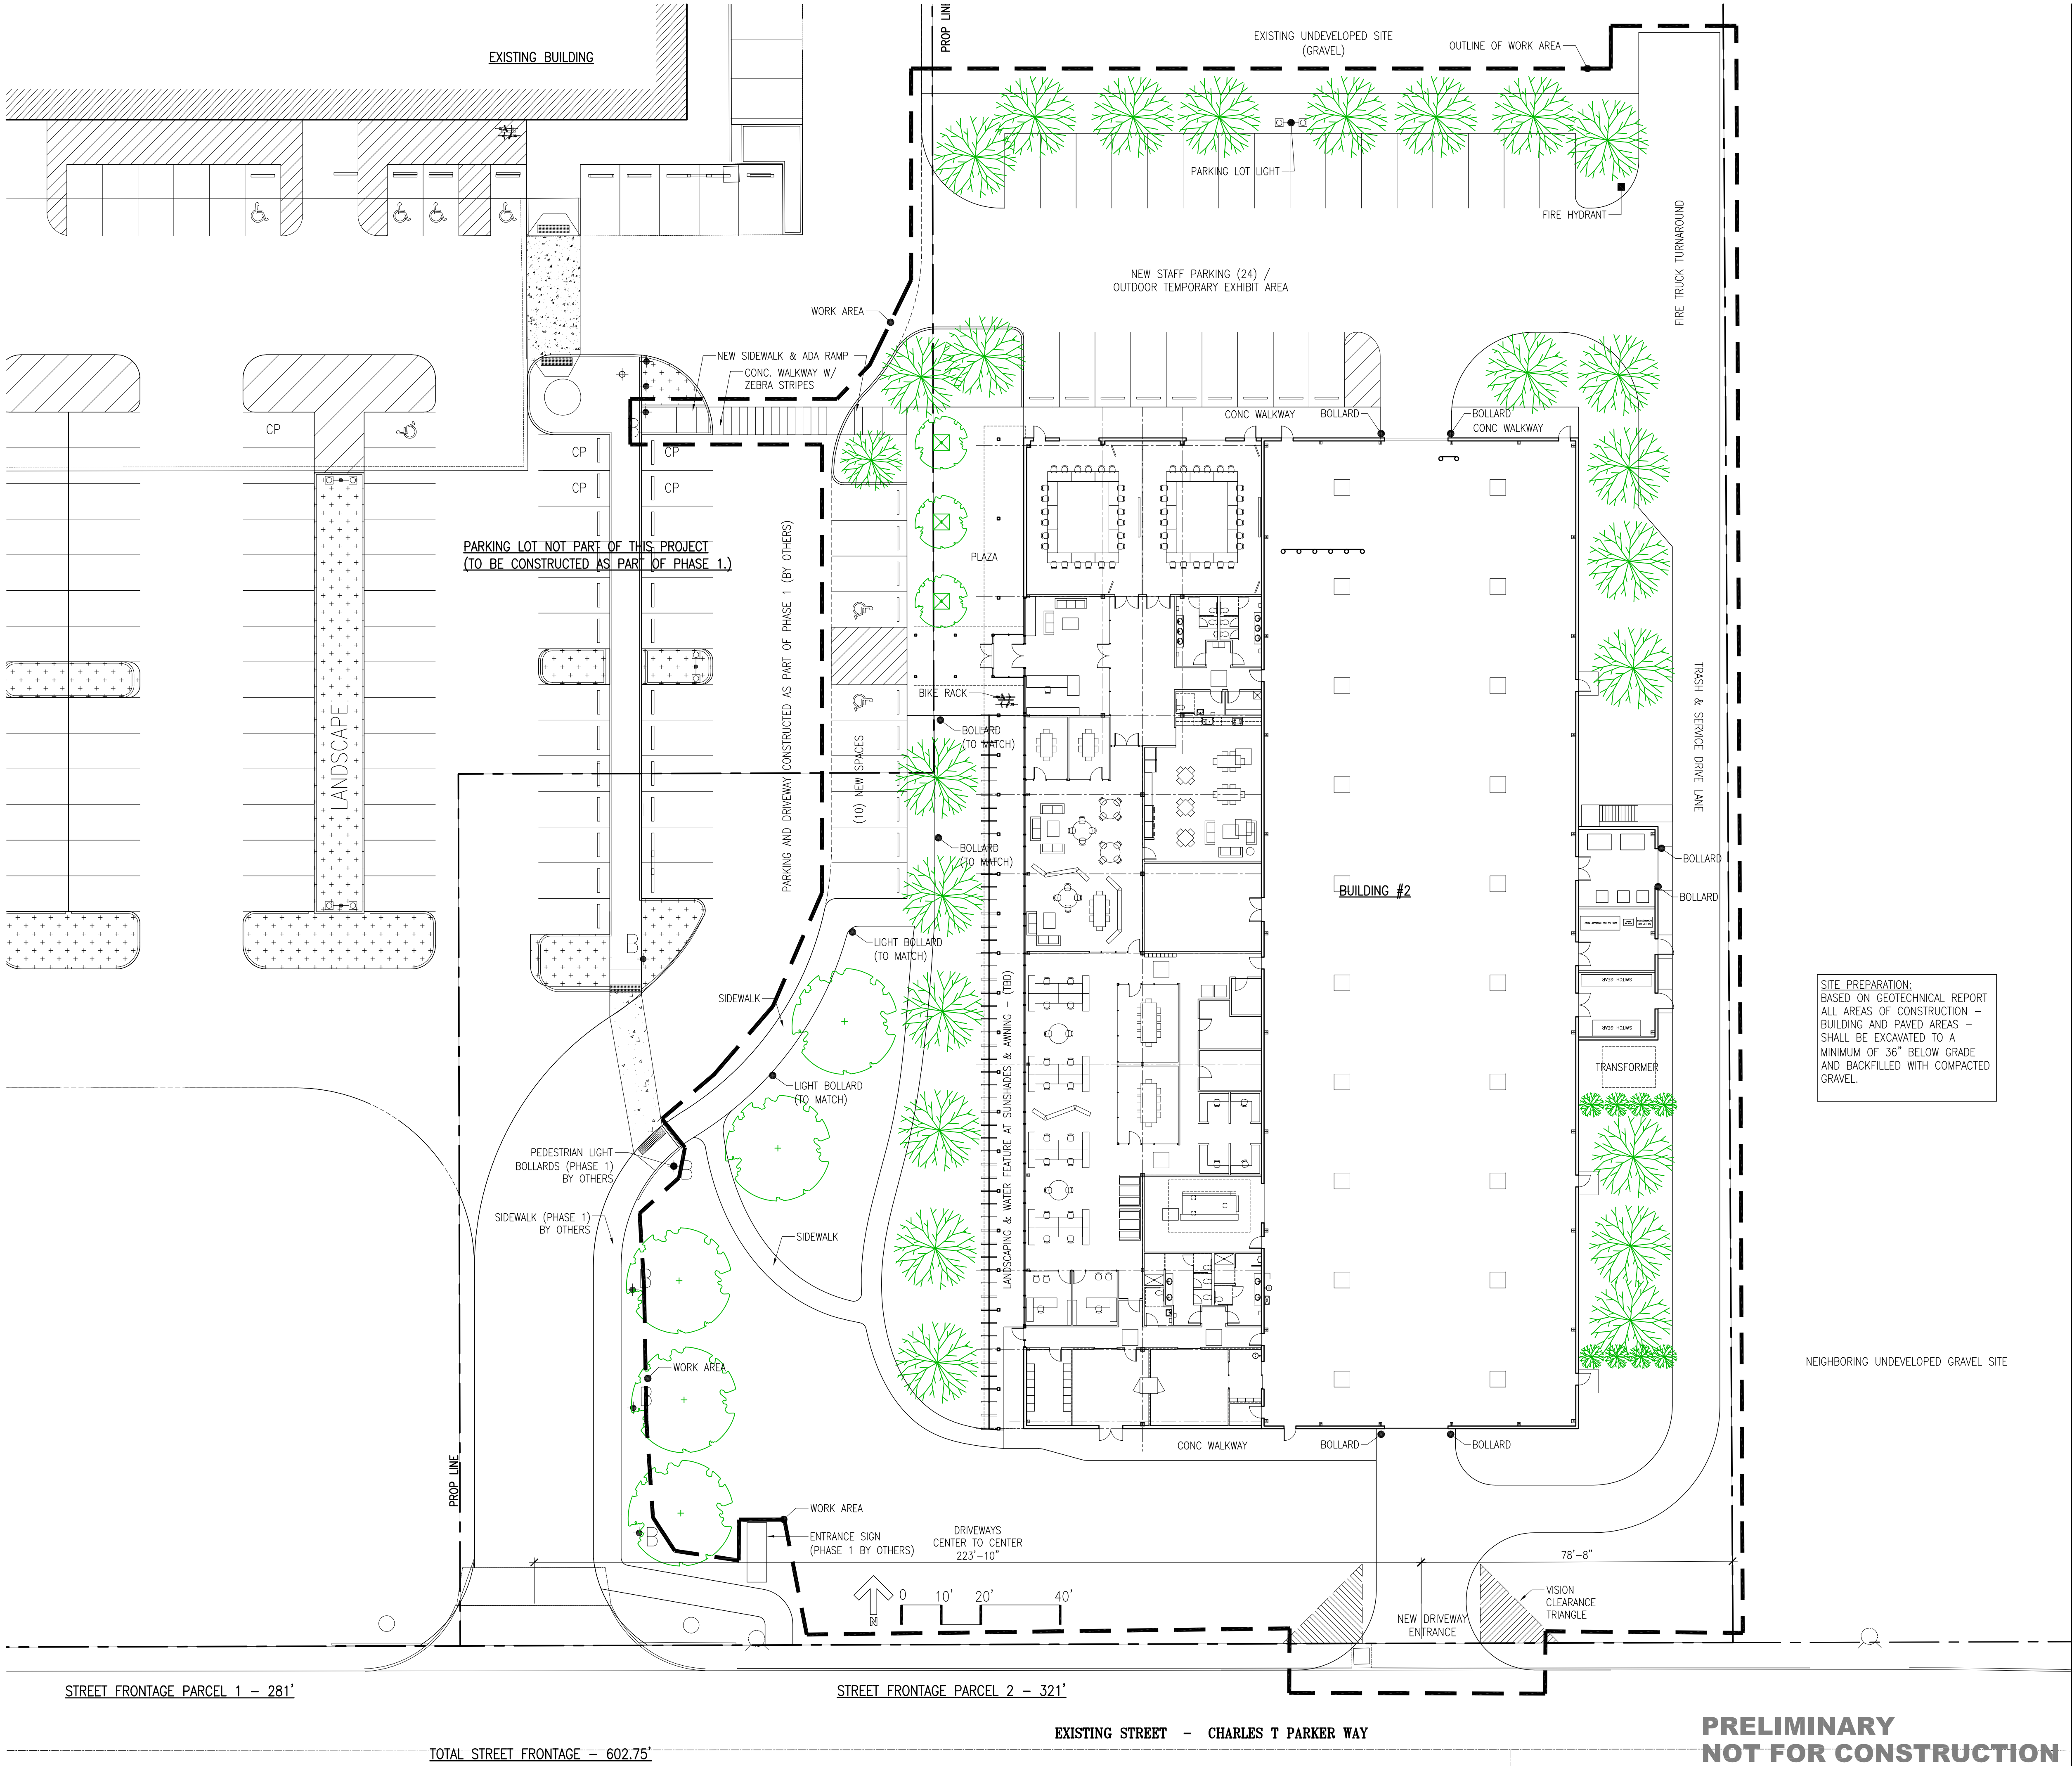 EXISTING BUILDING
PROP LINE
EXISTING UNDEVELOPED SITE
(GRAVEL)
OUTLINE OF WORK AREA
PARKING LOT LIGHT
FIRE HYDRANT
FIRE TRUCK TURNAROUND
NEW STAFF PARKING (24) /
OUTDOOR TEMPORARY EXHIBIT AREA
WORK AREA
NEW SIDEWALK & ADA RAMP
CONC. WALKWAY W/
ZEBRA STRIPES
CONC WALKWAY
BOLLARD
BOLLARD
CONC WALKWAY
B
CP
CP
CP
CP
CP
PARKING LOT NOT PART OF THIS PROJECT
(TO BE CONSTRUCTED AS PART OF PHASE 1.)
PARKING AND DRIVEWAY CONSTRUCTED AS PART OF PHASE 1 (BY OTHERS)
PLAZA
BIKE RACK
BOLLARD
(TO MATCH)
(10) NEW SPACES
LANDSCAPE
TRASH & SERVICE DRIVE LANE
BOLLARD
(TO MATCH)
BOLLARD
BOLLARD
BUILDING #2
B
LIGHT BOLLARD
(TO MATCH)
SIDEWALK
LANDSCAPING & WATER FEATURE AT SUNSHADES & AWNING - (TBD)
SWITCH GEAR
SWITCH GEAR
TRANSFORMER
SITE PREPARATION:
BASED ON GEOTECHNICAL REPORT
ALL AREAS OF CONSTRUCTION -
BUILDING AND PAVED AREAS -
SHALL BE EXCAVATED TO A
MINIMUM OF 36" BELOW GRADE
AND BACKFILLED WITH COMPACTED
GRAVEL.
LIGHT BOLLARD
(TO MATCH)
PEDESTRIAN LIGHT
BOLLARDS (PHASE 1)
BY OTHERS
B
SIDEWALK (PHASE 1)
BY OTHERS
SIDEWALK
B
WORK AREA
B
NEIGHBORING UNDEVELOPED GRAVEL SITE
PROP LINE
CONC WALKWAY
BOLLARD
BOLLARD
WORK AREA
B
ENTRANCE SIGN
(PHASE 1 BY OTHERS)
DRIVEWAYS
CENTER TO CENTER
223'-10"
78'-8"
N
0 10' 20' 40'
VISION
CLEARANCE
TRIANGLE
NEW DRIVEWAY
ENTRANCE
STREET FRONTAGE PARCEL 1 - 281'
STREET FRONTAGE PARCEL 2 - 321'
EXISTING STREET - CHARLES T PARKER WAY
TOTAL STREET FRONTAGE - 602.75'
PRELIMINARY
NOT FOR CONSTRUCTION